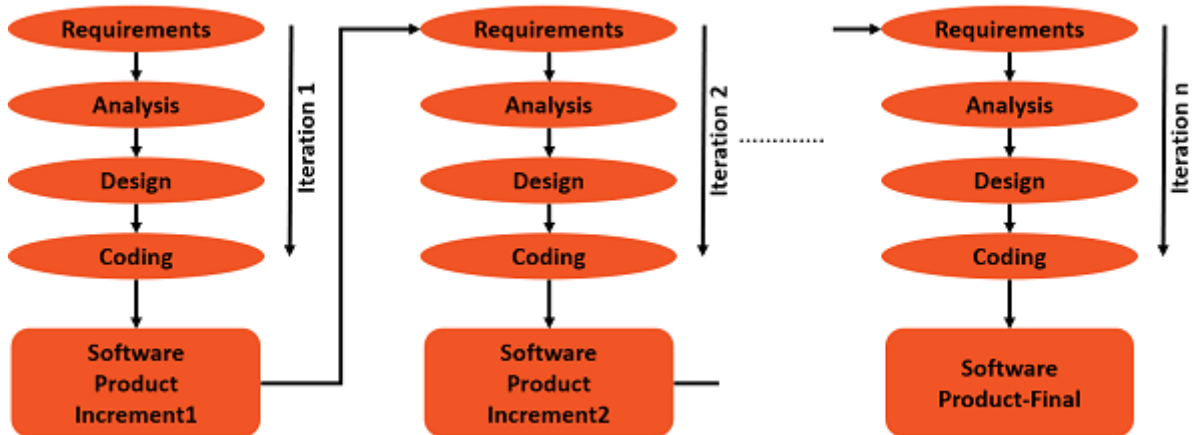 Requirements
Analysis
Design
Coding
Software
Product
Increment1
Iteration 1
Requirements
Analysis
Design
Coding
Software
Product
Increment2
Iteration 2
Requirements
Analysis
Design
Coding
Software
Product-Final
Iteration n